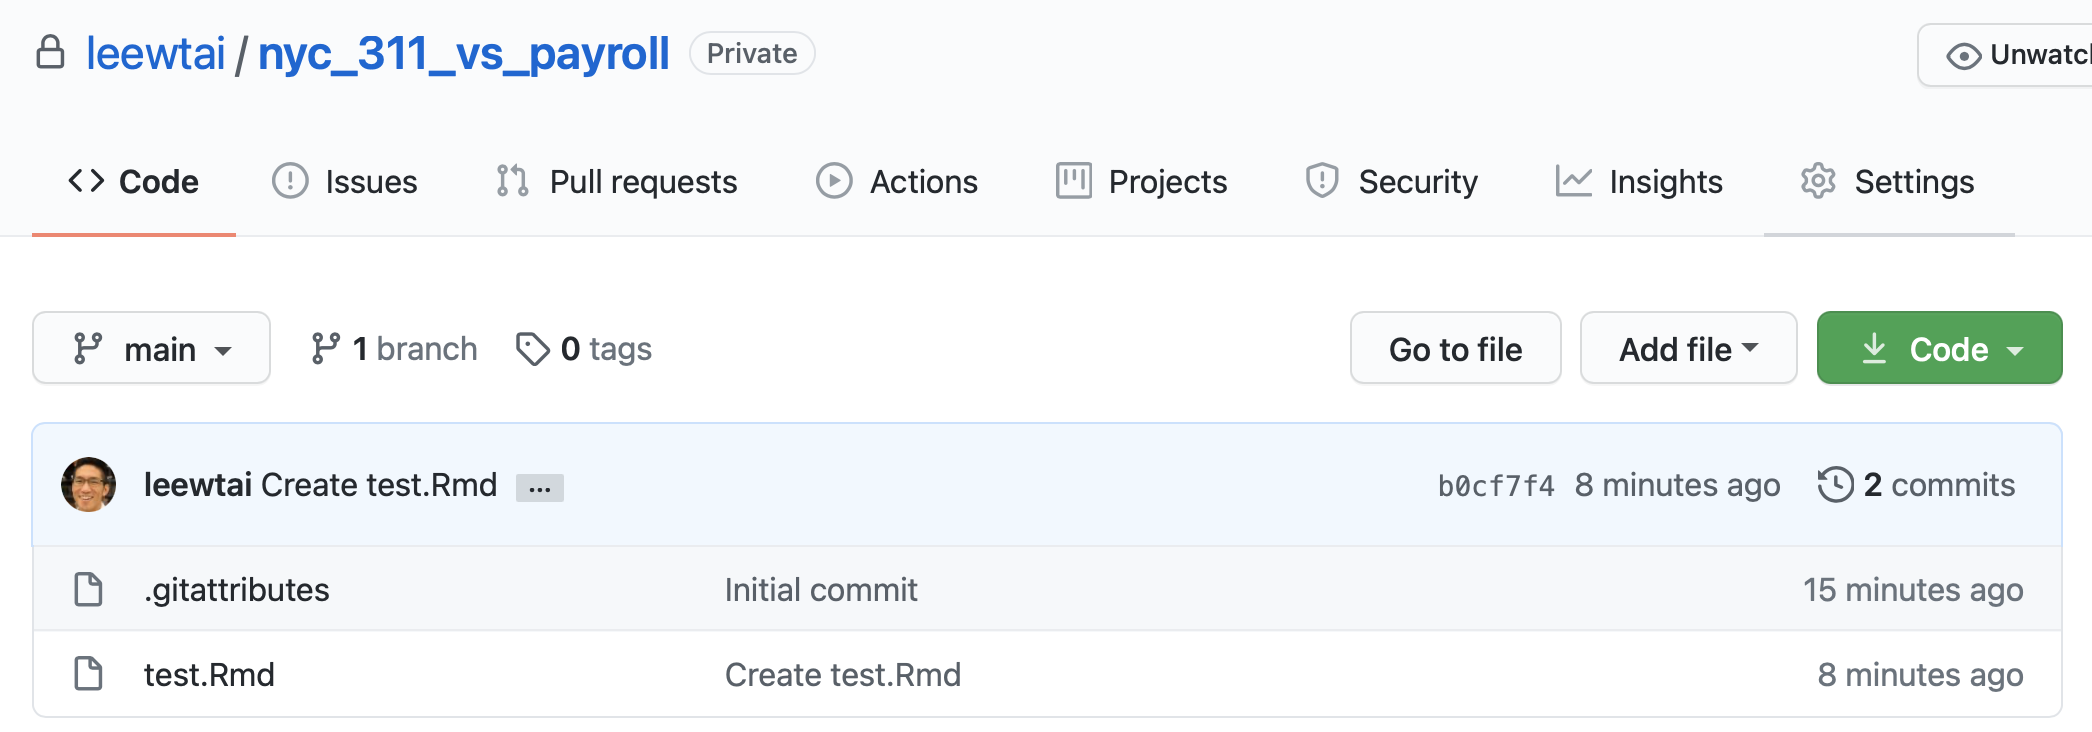 leewtai / nyc_311_vs_payroll Private Unwatch
Code Issues Pull requests Actions Projects Security Insights Settings
main 1 branch 0 tags Go to file Add file Code
leewtai Create test.Rmd ... b0cf7f4 8 minutes ago 2 commits
.gitattributes Initial commit 15 minutes ago
test.Rmd Create test.Rmd 8 minutes ago